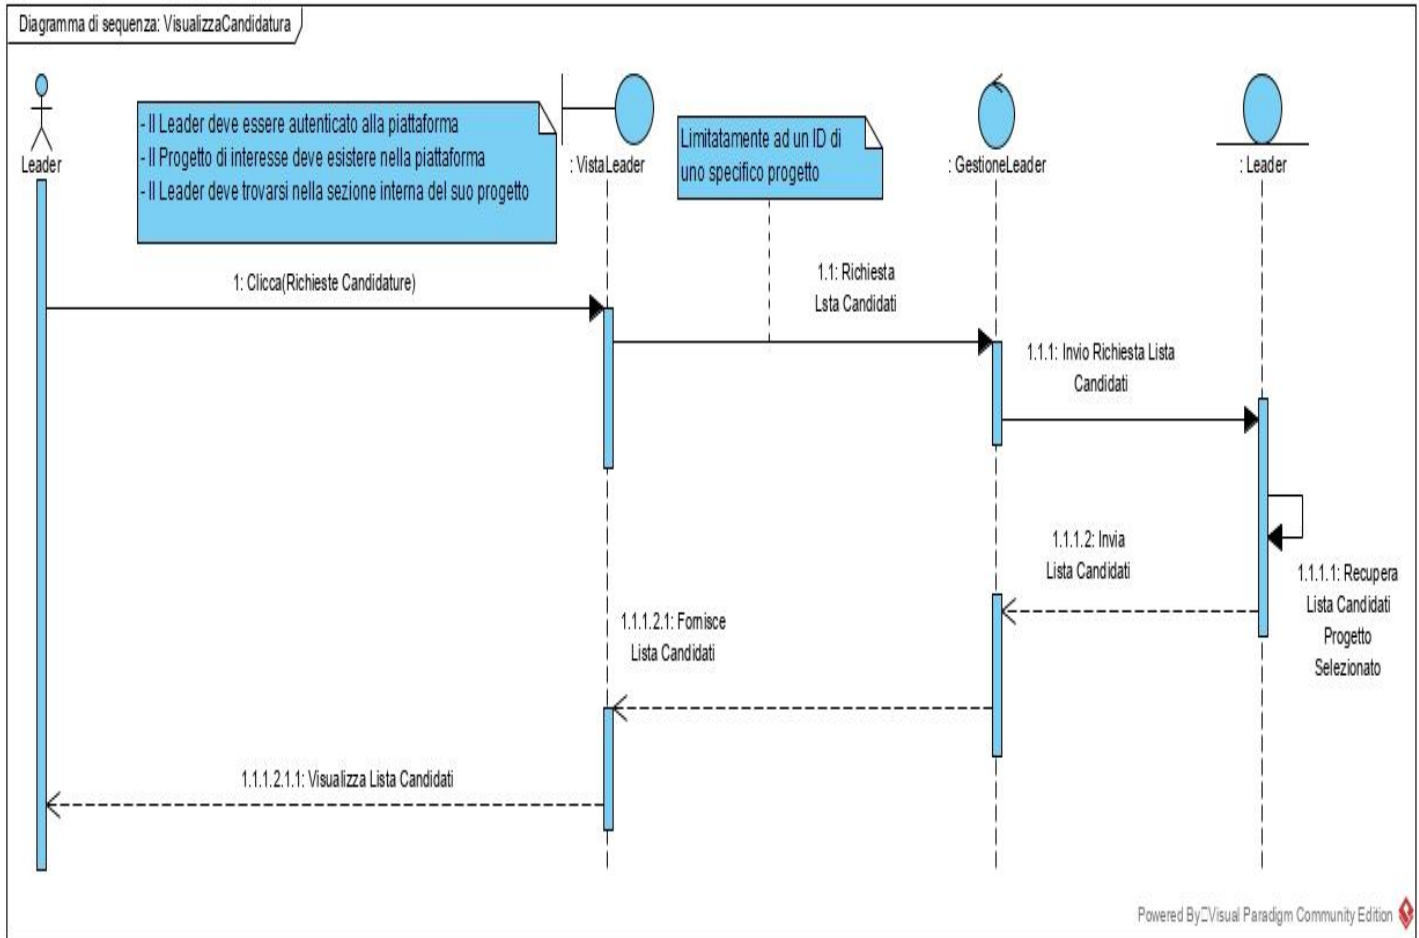 Diagramma di sequenza: VisualizzaCandidatura
Leader
- Il Leader deve essere autenticato alla piattaforma
- Il Progetto di interesse deve esistere nella piattaforma
- Il Leader deve trovarsi nella sezione interna del suo progetto
: VistaLeader
Limitatamente ad un ID di
uno specifico progetto
: GestioneLeader
: Leader
1: Clicca(Richieste Candidature)
1.1: Richiesta
Lsta Candidati
1.1.1: Invio Richiesta Lista
Candidati
1.1.1.1: Recupera
Lista Candidati
Progetto
Selezionato
1.1.1.2: Invia
Lista Candidati
1.1.1.2.1: Fornisce
Lista Candidati
1.1.1.2.1.1: Visualizza Lista Candidati
Powered By Visual Paradigm Community Edition